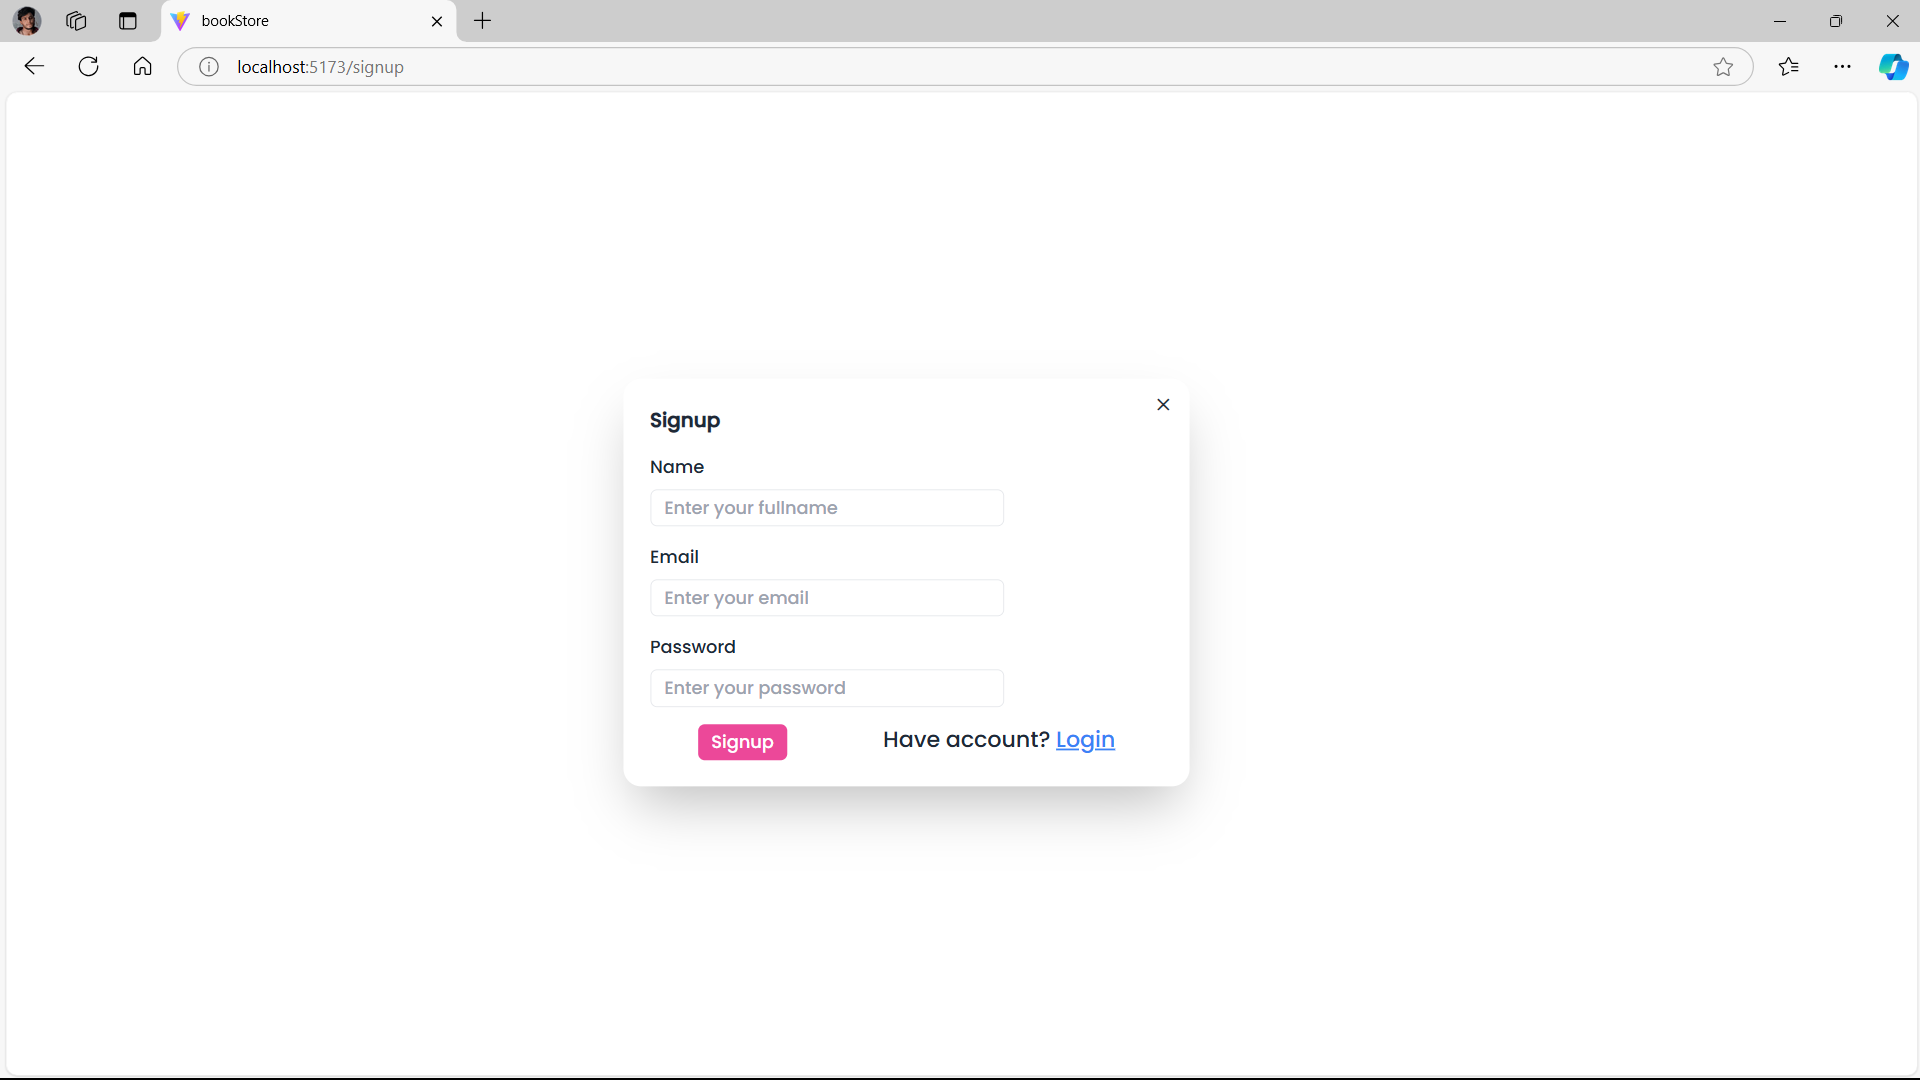 bookStore
localhost:5173/signup
Signup
Name
Enter your fullname
Email
Enter your email
Password
Enter your password
Signup
Have account? Login